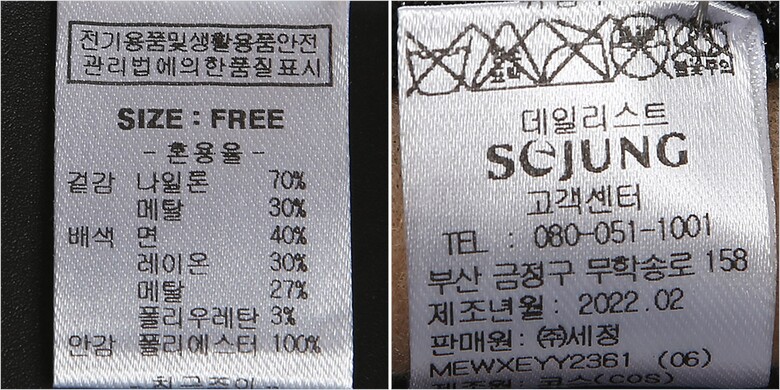 전기용품및생활용품안전
관리법에의한품질표시
SIZE : FREE
- 혼용율 -
겉감 나일론 70%
메탈 30%
배색 면 40%
레이온 30%
메탈 27%
폴리우레탄 3%
안감 폴리에스터 100%
데일리스트
SEJUNG
고객센터
TEL : 080-051-1001
부산 금정구 무학송로 158
제조년월 : 2022.02
판매원 : ㈜세정
MEWXEYY2361 (06)